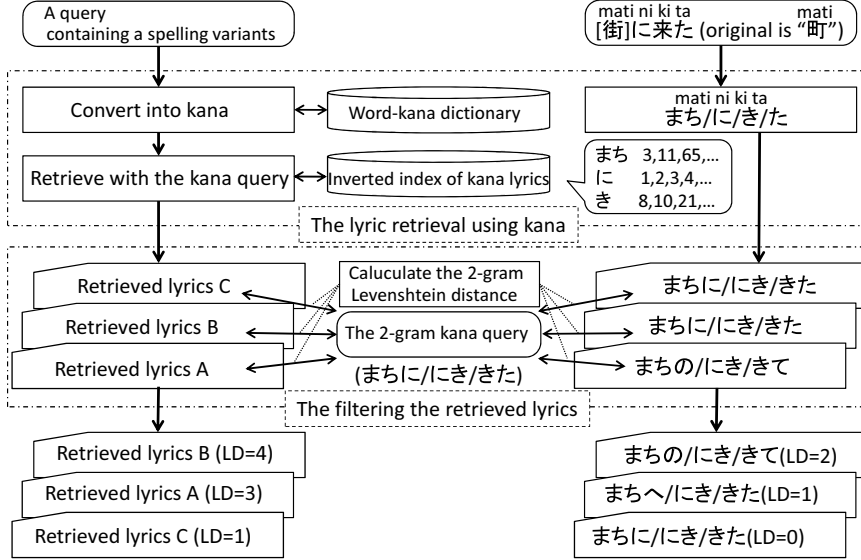 A query
containing a spelling variants
mati ni ki ta
mati
[街]に来た (original is “町”)
Convert into kana
Word-kana dictionary
mati ni ki ta
まち/に/き/た
Retrieve with the kana query
Inverted index of kana lyrics
まち 3,11,65,...
に 1,2,3,4,...
き 8,10,21,...
The lyric retrieval using kana
Retrieved lyrics C
Retrieved lyrics B
Retrieved lyrics A
Caluculate the 2-gram
Levenshtein distance
The 2-gram kana query
(まちに/にき/きた)
まちに/にき/きた
まちに/にき/きた
まちの/にき/きて
The filtering the retrieved lyrics
Retrieved lyrics B (LD=4)
Retrieved lyrics A (LD=3)
Retrieved lyrics C (LD=1)
まちの/にき/きて(LD=2)
まちへ/にき/きた(LD=1)
まちに/にき/きた(LD=0)